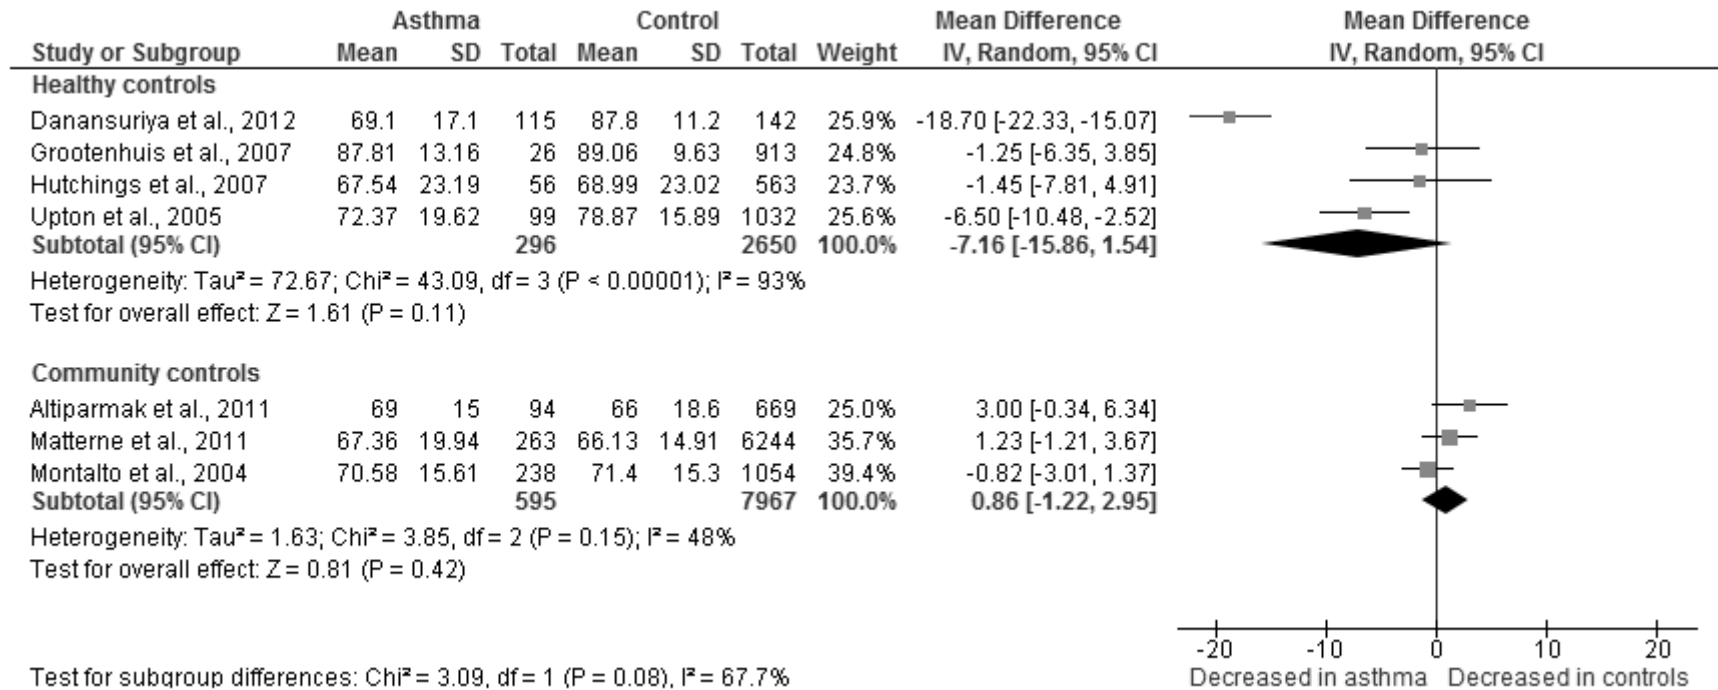 Asthma Control Mean Difference Mean Difference
Study or Subgroup Mean SD Total Mean SD Total Weight IV, Random, 95% CI IV, Random, 95% CI
Healthy controls
Danansuriya et al., 2012 69.1 17.1 115 87.8 11.2 142 25.9% -18.70 [-22.33, -15.07]
Grootenhuis et al., 2007 87.81 13.16 26 89.06 9.63 913 24.8% -1.25 [-6.35, 3.85]
Hutchings et al., 2007 67.54 23.19 56 68.99 23.02 563 23.7% -1.45 [-7.81, 4.91]
Upton et al., 2005 72.37 19.62 99 78.87 15.89 1032 25.6% -6.50 [-10.48, -2.52]
Subtotal (95% CI) 296 2650 100.0% -7.16 [-15.86, 1.54]
Heterogeneity: Tau² = 72.67; Chi² = 43.09, df = 3 (P < 0.00001); I² = 93%
Test for overall effect: Z = 1.61 (P = 0.11)
Community controls
Altiparmak et al., 2011 69 15 94 66 18.6 669 25.0% 3.00 [-0.34, 6.34]
Matterne et al., 2011 67.36 19.94 263 66.13 14.91 6244 35.7% 1.23 [-1.21, 3.67]
Montalto et al., 2004 70.58 15.61 238 71.4 15.3 1054 39.4% -0.82 [-3.01, 1.37]
Subtotal (95% CI) 595 7967 100.0% 0.86 [-1.22, 2.95]
Heterogeneity: Tau² = 1.63; Chi² = 3.85, df = 2 (P = 0.15); I² = 48%
Test for overall effect: Z = 0.81 (P = 0.42)
-20 -10 0 10 20
Decreased in asthma Decreased in controls
Test for subgroup differences: Chi² = 3.09, df = 1 (P = 0.08), I² = 67.7%